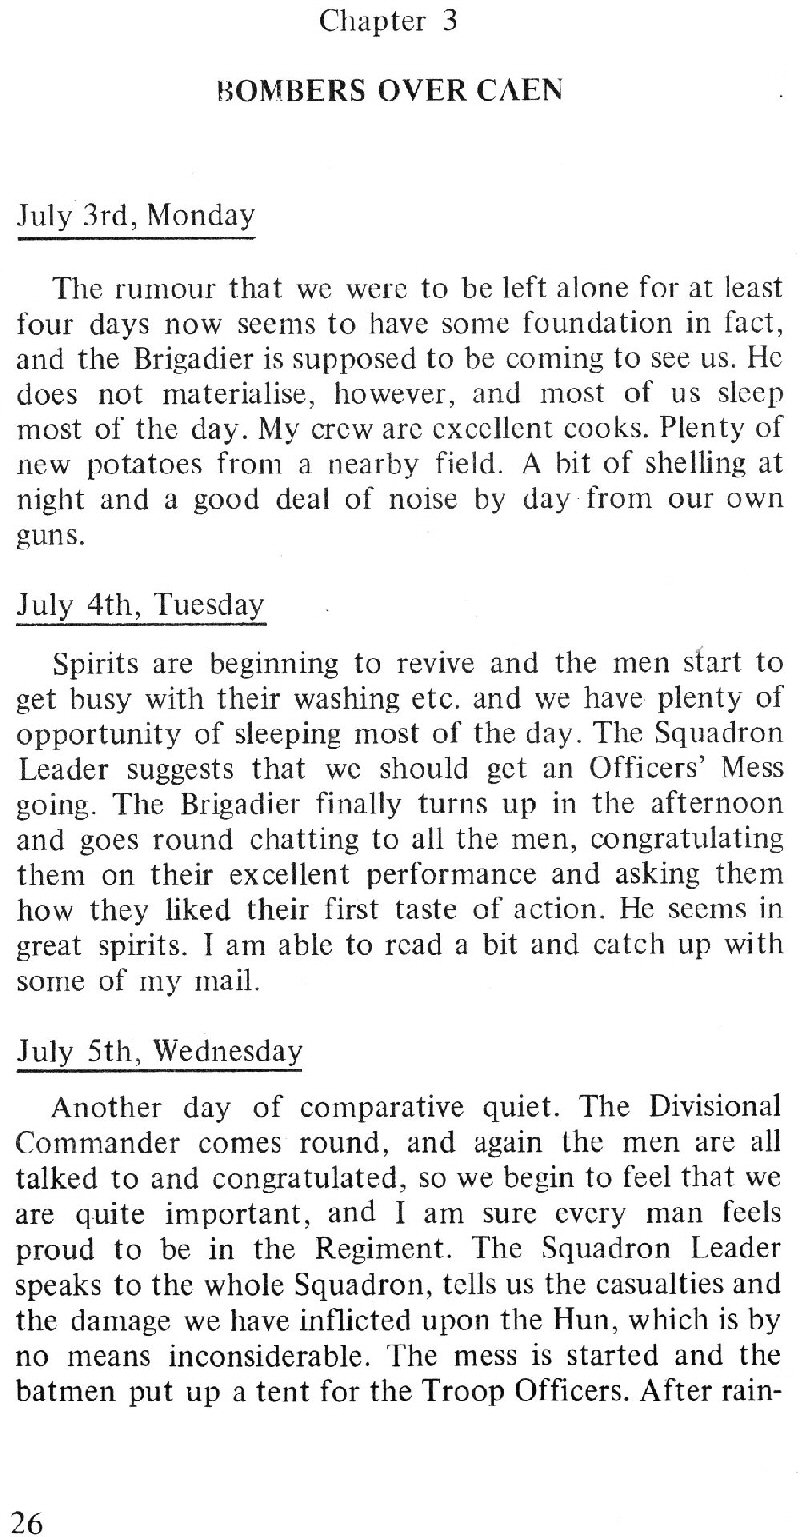 Chapter 3
BOMBERS OVER CAEN
July 3rd, Monday
The rumour that we were to be left alone for at least
four days now seems to have some foundation in fact,
and the Brigadier is supposed to be coming to see us. He
does not materialise, however, and most of us sleep
most of the day. My crew are excellent cooks. Plenty of
new potatoes from a nearby field. A bit of shelling at
night and a good deal of noise by day from our own
guns.
July 4th, Tuesday
Spirits are beginning to revive and the men start to
get busy with their washing etc. and we have plenty of
opportunity of sleeping most of the day. The Squadron
Leader suggests that we should get an Officers' Mess
going. The Brigadier finally turns up in the afternoon
and goes round chatting to all the men, congratulating
them on their excellent performance and asking them
how they liked their first taste of action. He seems in
great spirits. I am able to read a bit and catch up with
some of my mail.
July 5th, Wednesday
Another day of comparative quiet. The Divisional
Commander comes round, and again the men are all
talked to and congratulated, so we begin to feel that we
are quite important, and I am sure every man feels
proud to be in the Regiment. The Squadron Leader
speaks to the whole Squadron, tells us the casualties and
the damage we have inflicted upon the Hun, which is by
no means inconsiderable. The mess is started and the
batmen put up a tent for the Troop Officers. After rain-
26